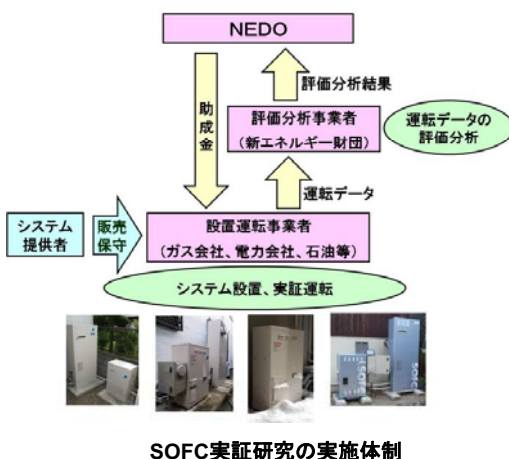 NEDO
助成金
評価分析結果
評価分析事業者
(新エネルギー財団)
運転データの
評価分析
運転データ
システム
提供者
販売
保守
設置運転事業者
(ガス会社、電力会社、石油等)
システム設置、実証運転
SOFC
SOFC
SOFC実証研究の実施体制